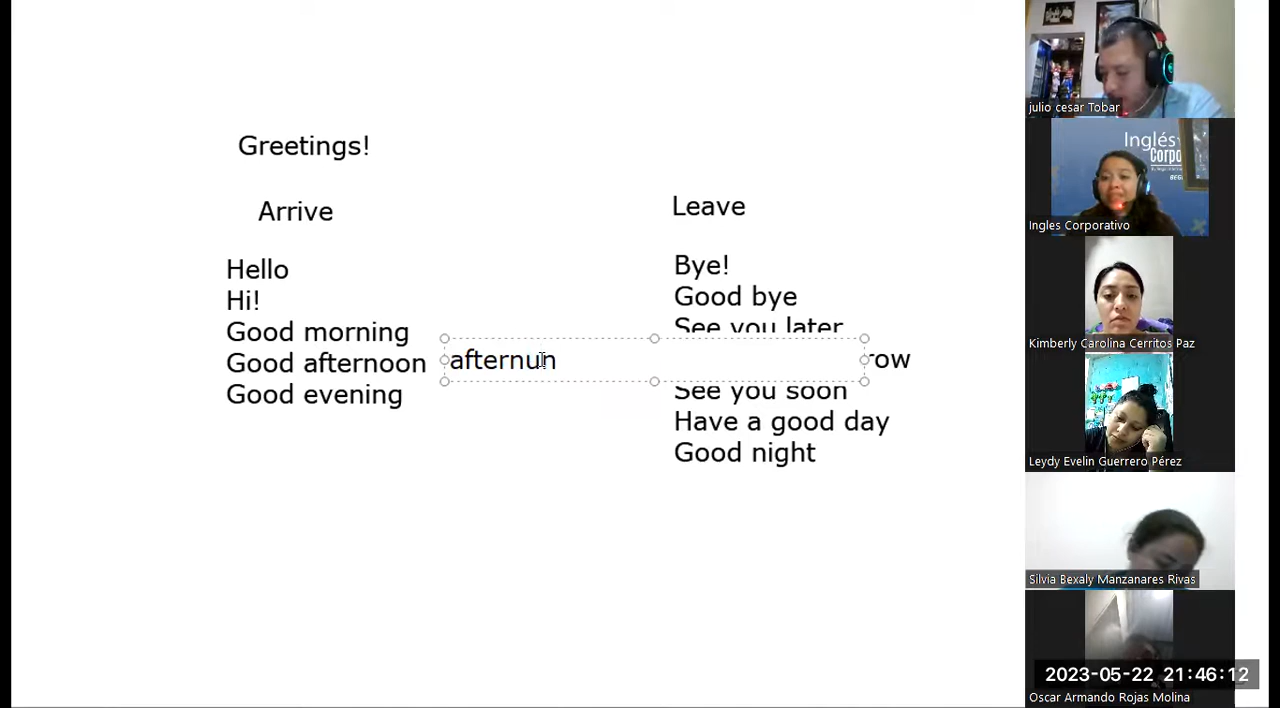 Greetings!
Arrive
Leave
Hello
Hi!
Good morning
Good afternoon
Good evening
afternun
Bye!
Good bye
See you later
row
See you soon
Have a good day
Good night
julio cesar Tobar
Inglés
Corpo
Ingles Corporativo
Kimberly Carolina Cerritos Paz
Leydy Evelin Guerrero Pérez
Silvia Bexaly Manzanares Rivas
2023-05-22 21:46:12
Oscar Armando Rojas Molina